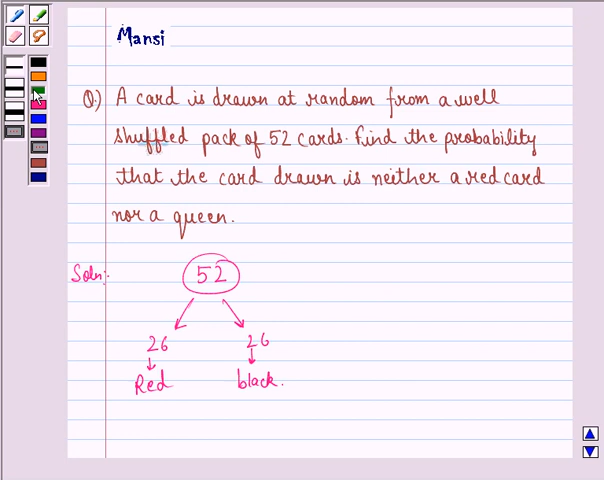 Mansi
Q.) A card is drawn at random from a well
shuffled pack of 52 cards. Find the probability
that the card drawn is neither a red card
nor a queen.
Soln:
52
26 26
Red black.